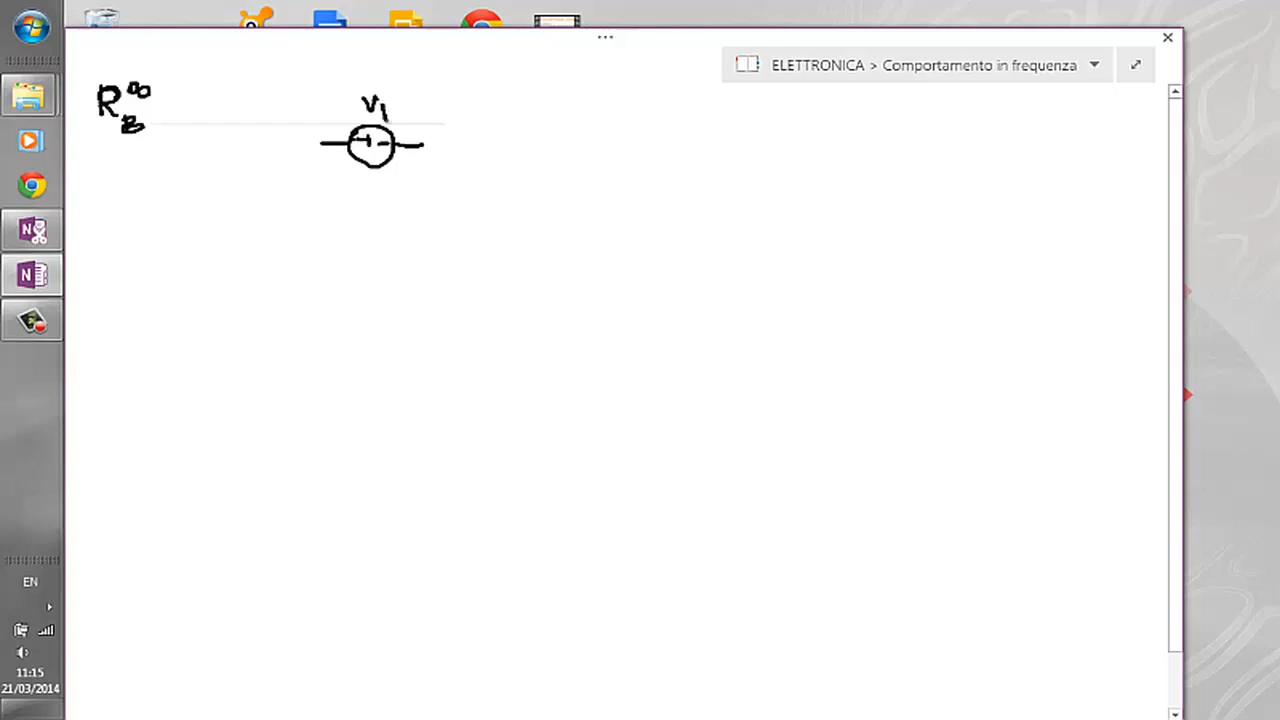 ...
ELETTRONICA > Comportamento in frequenza
R∞B
V1
+ -
EN
11:15
21/03/2014